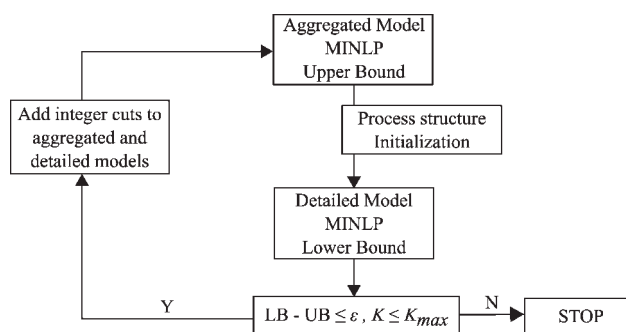 Aggregated Model
MINLP
Upper Bound
Add integer cuts to
aggregated and
detailed models
Process structure
Initialization
Detailed Model
MINLP
Lower Bound
Y
LB - UB ≤ ε , K ≤ Kmax
N
STOP